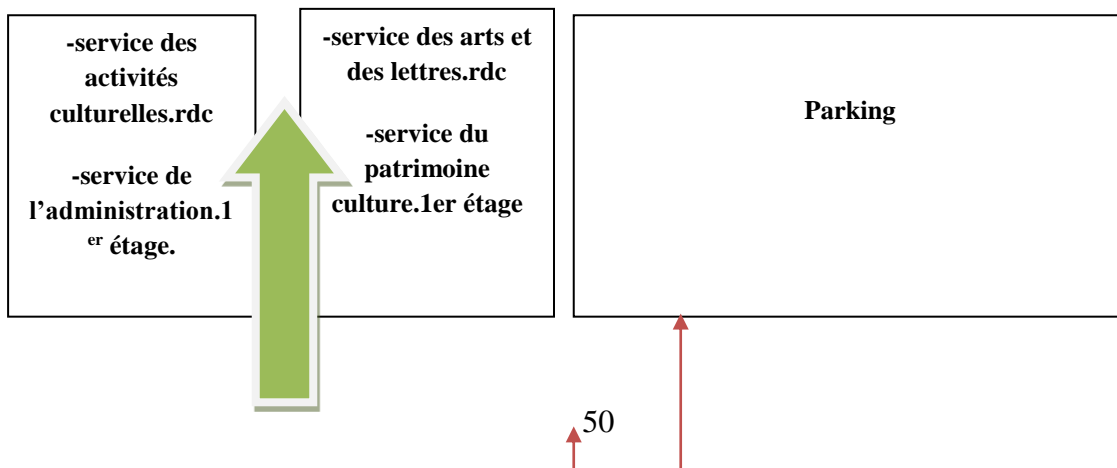 -service des
activités
culturelles.rdc
-service de
l’administration.1
er étage.
-service des arts et
des lettres.rdc
-service du
patrimoine
culture.1er étage
Parking
50